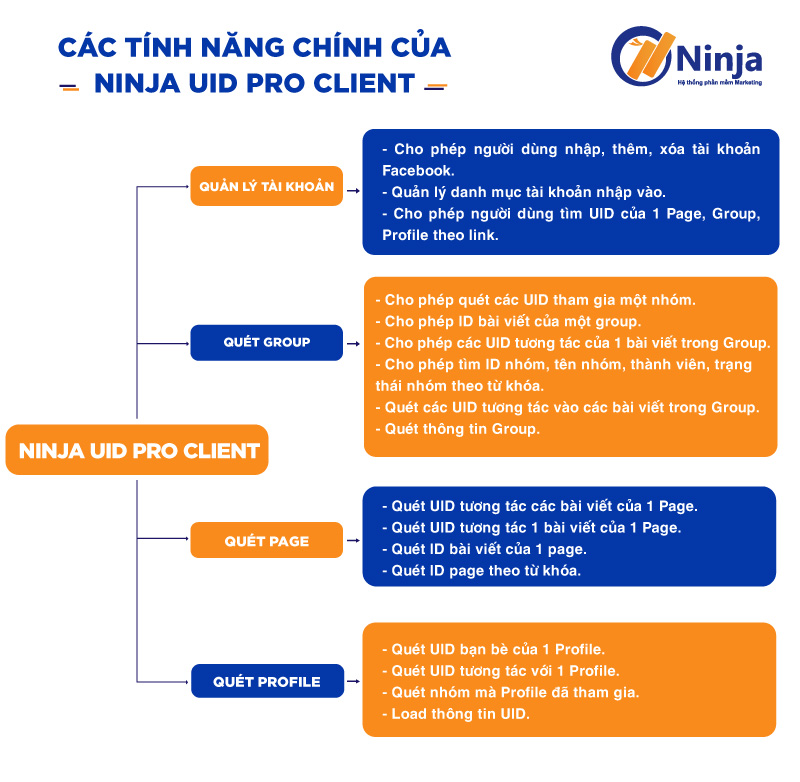 CÁC TÍNH NĂNG CHÍNH CỦA
NINJA UID PRO CLIENT
Ninja
Hệ thống phần mềm Marketing
QUẢN LÝ TÀI KHOẢN
- Cho phép người dùng nhập, thêm, xóa tài khoản
Facebook.
- Quản lý danh mục tài khoản nhập vào.
- Cho phép người dùng tìm UID của 1 Page, Group,
Profile theo link.
QUÉT GROUP
- Cho phép quét các UID tham gia một nhóm.
- Cho phép ID bài viết của một group.
- Cho phép các UID tương tác của 1 bài viết trong Group.
- Cho phép tìm ID nhóm, tên nhóm, thành viên, trạng
thái nhóm theo từ khóa.
- Quét các UID tương tác vào các bài viết trong Group.
- Quét thông tin Group.
NINJA UID PRO CLIENT
QUÉT PAGE
- Quét UID tương tác các bài viết của 1 Page.
- Quét UID tương tác 1 bài viết của 1 Page.
- Quét ID bài viết của 1 page.
- Quét ID page theo từ khóa.
QUÉT PROFILE
- Quét UID bạn bè của 1 Profile.
- Quét UID tương tác với 1 Profile.
- Quét nhóm mà Profile đã tham gia.
- Load thông tin UID.